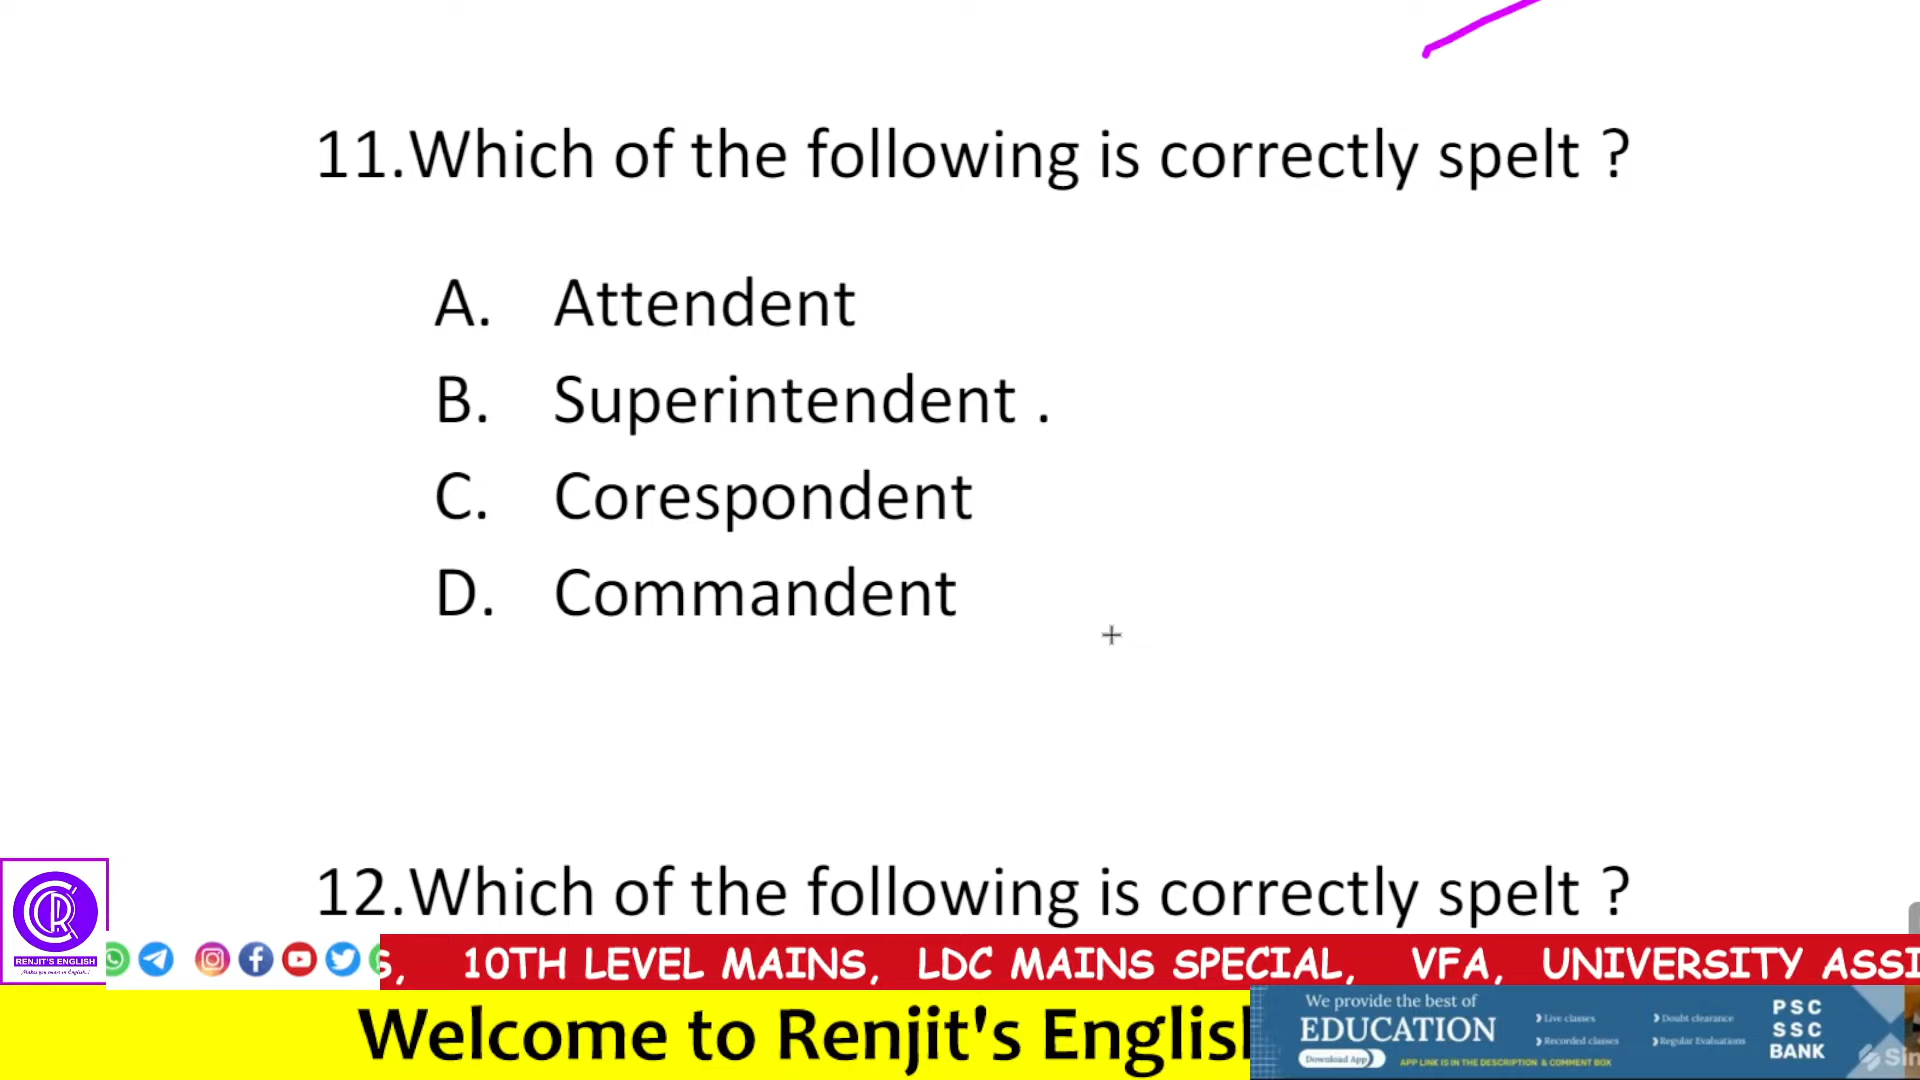 11.Which of the following is correctly spelt ?
A. Attendent
B. Superintendent .
C. Corespondent
D. Commandent
12.Which of the following is correctly spelt ?
RENJIT'S ENGLISH
10TH LEVEL MAINS, LDC MAINS SPECIAL, VFA, UNIVERSITY ASSI
Welcome to Renjit's English
We provide the best of
EDUCATION
Download App
Live classes
Doubt clearance
Recorded classes
Regular Evaluations
APP LINK IS IN THE DESCRIPTION & COMMENT BOX
PSC
SSC
BANK